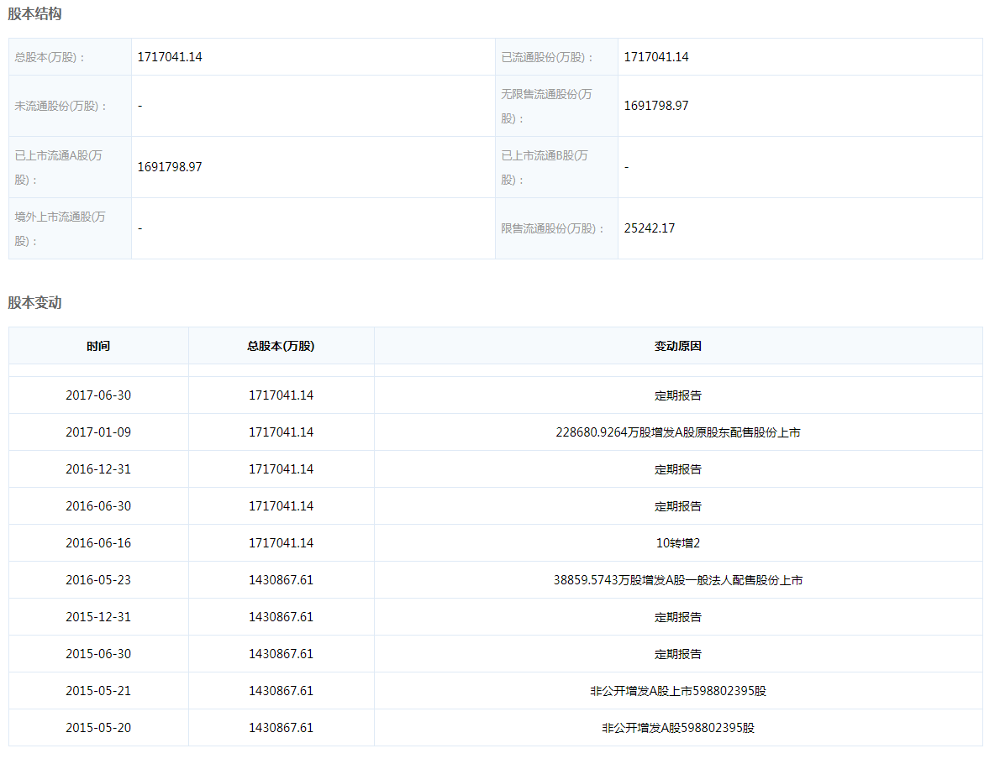 股本结构
总股本(万股)： 1717041.14 已流通股份(万股)： 1717041.14
未流通股份(万股)： - 无限售流通股份(万
股)： 1691798.97
已上市流通A股(万
股)： 1691798.97 已上市流通B股(万
股)： -
境外上市流通股(万
股)： - 限售流通股份(万股)： 25242.17
股本变动
时间 总股本(万股) 变动原因
2017-06-30 1717041.14 定期报告
2017-01-09 1717041.14 228680.9264万股增发A股原股东配售股份上市
2016-12-31 1717041.14 定期报告
2016-06-30 1717041.14 定期报告
2016-06-16 1717041.14 10转增2
2016-05-23 1430867.61 38859.5743万股增发A股一般法人配售股份上市
2015-12-31 1430867.61 定期报告
2015-06-30 1430867.61 定期报告
2015-05-21 1430867.61 非公开增发A股上市598802395股
2015-05-20 1430867.61 非公开增发A股598802395股